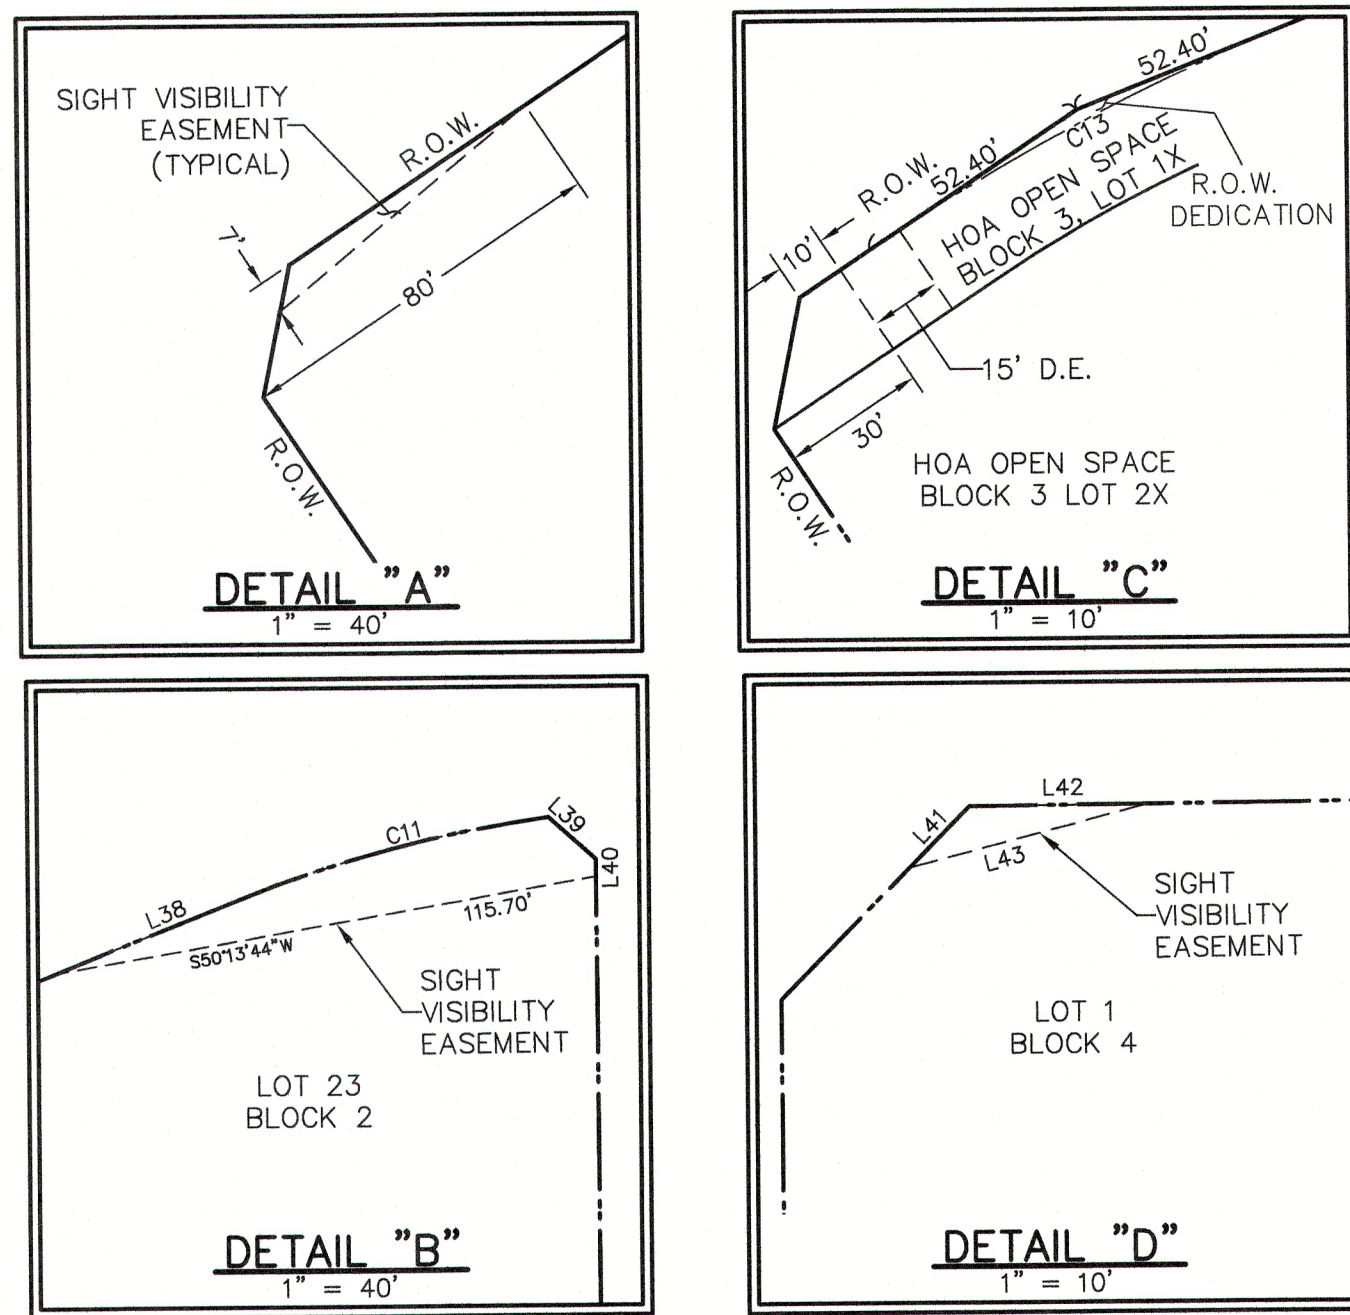 SIGHT VISIBILITY
EASEMENT
(TYPICAL)
R.O.W.
7'
80'
R.O.W.
DETAIL "A"
1" = 40'
52.40'
C13
R.O.W.
52.40'
10'
HOA OPEN SPACE
BLOCK 3, LOT 1X
R.O.W.
DEDICATION
15' D.E.
30'
R.O.W.
HOA OPEN SPACE
BLOCK 3 LOT 2X
DETAIL "C"
1" = 10'
L39
C11
L40
L38
115.70'
S50°13'44"W
SIGHT
VISIBILITY
EASEMENT
LOT 23
BLOCK 2
DETAIL "B"
1" = 40'
L42
L41
L43
SIGHT
VISIBILITY
EASEMENT
LOT 1
BLOCK 4
DETAIL "D"
1" = 10'